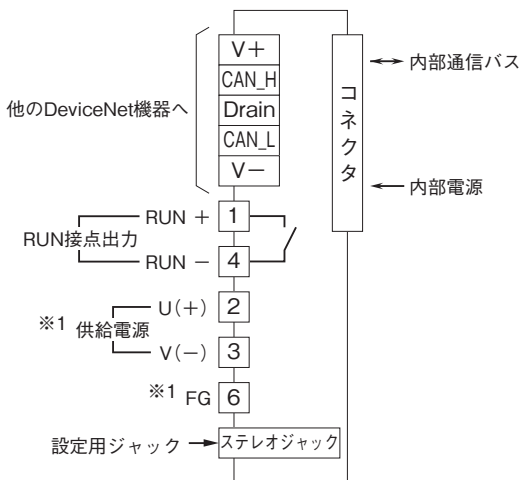 V+
CAN_H
Drain
CAN_L
V−
他のDeviceNet機器へ
コネクタ
内部通信バス
内部電源
RUN + 1
RUN接点出力
RUN − 4
U(+) 2
※1 供給電源
V(−) 3
※1 FG 6
設定用ジャック ステレオジャック